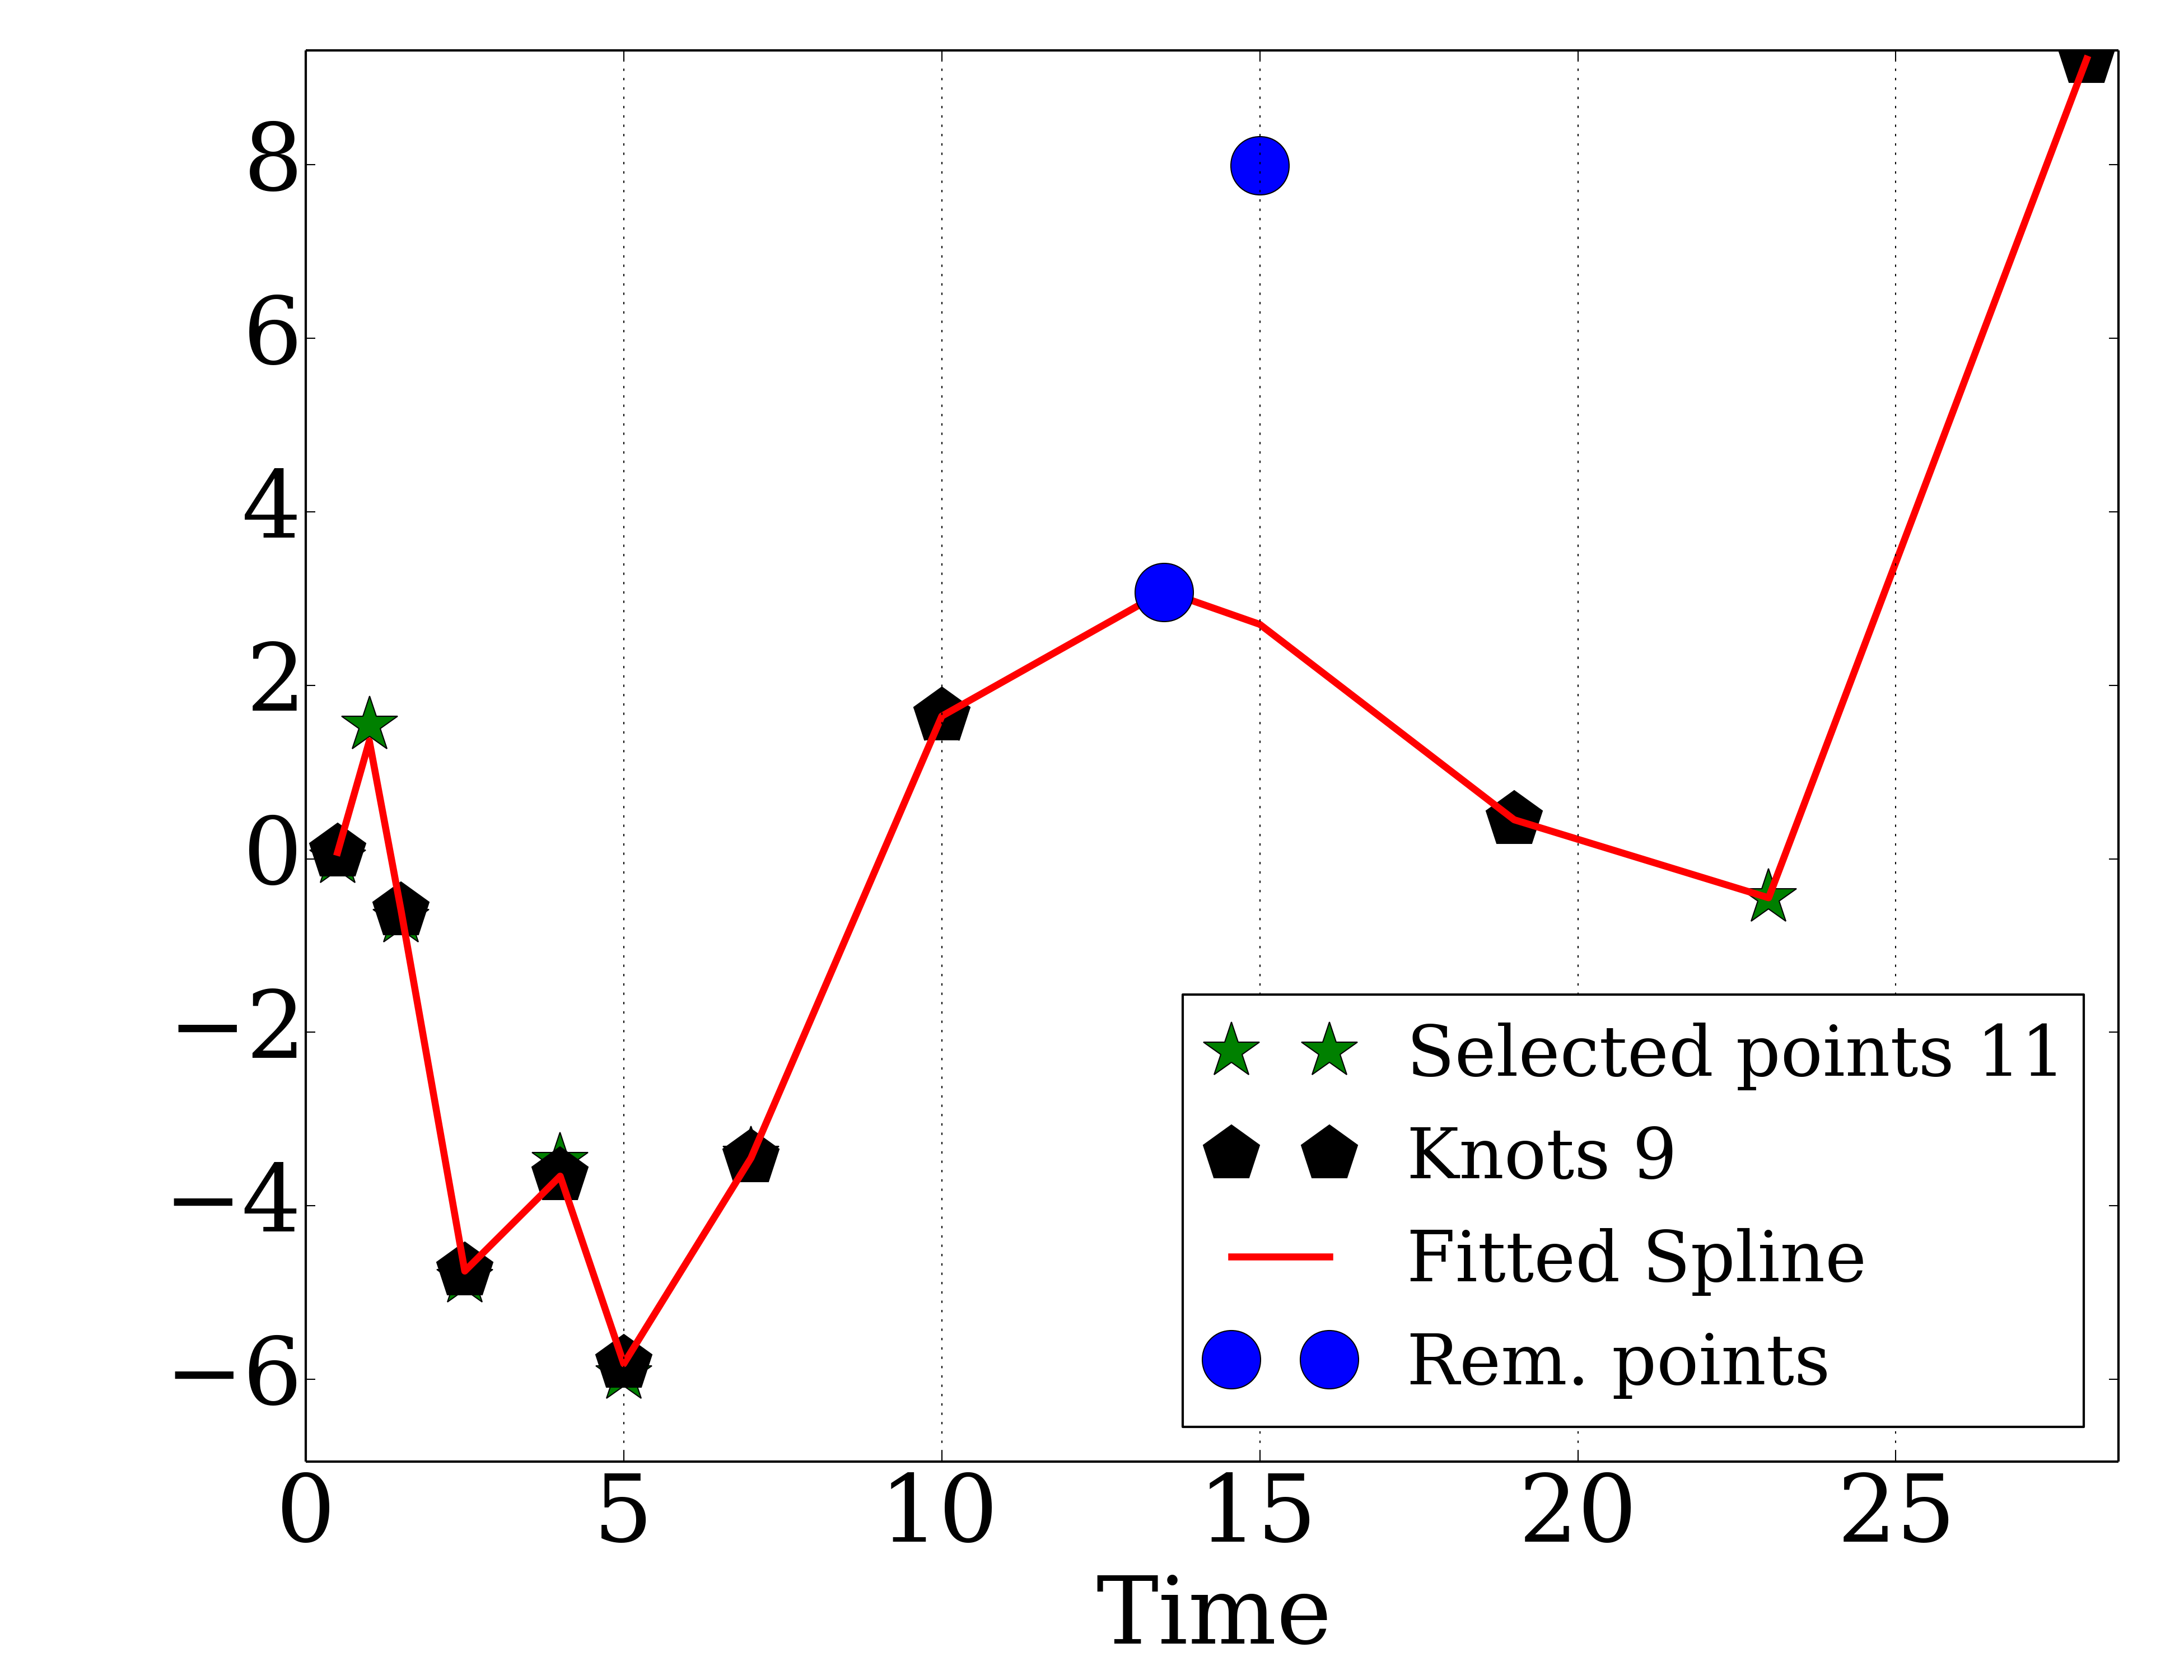 8
6
4
2
0
−2
−4
−6
Selected points 11
Knots 9
Fitted Spline
Rem. points
0 5 10 15 20 25
Time